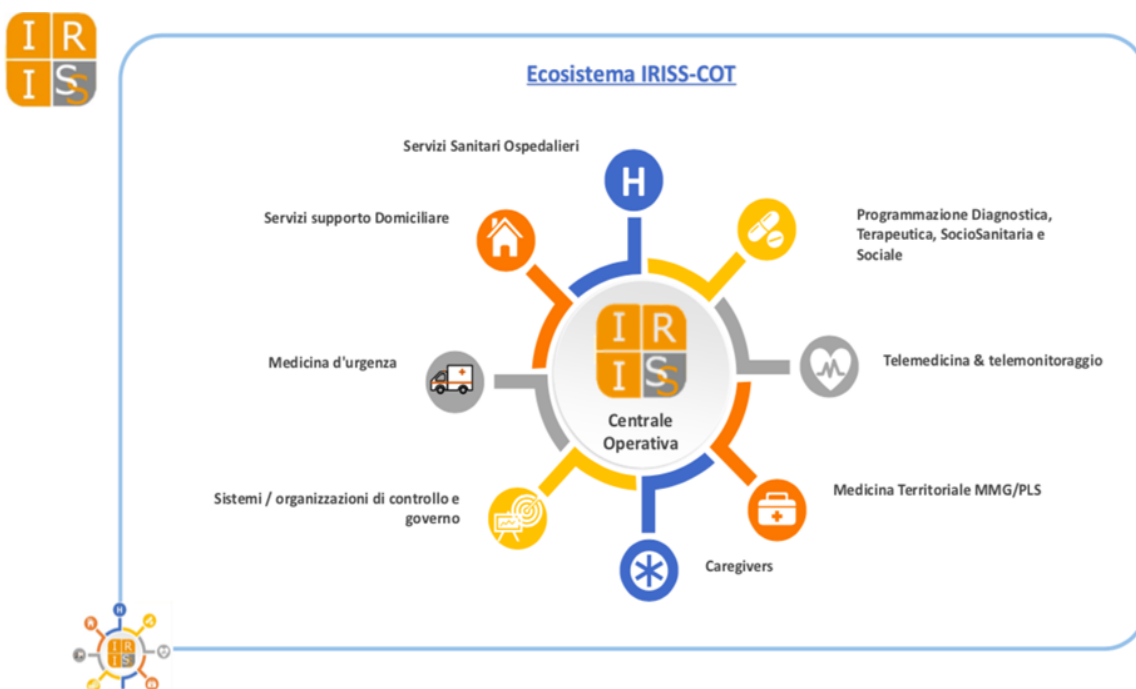 I R
I S S
Ecosistema IRISS-COT
Servizi Sanitari Ospedalieri
H
Servizi supporto Domiciliare
Programmazione Diagnostica,
Terapeutica, SocioSanitaria e
Sociale
Medicina d'urgenza
I R
I S S
Centrale
Operativa
Telemedicina & telemonitoraggio
Sistemi / organizzazioni di controllo e
governo
Medicina Territoriale MMG/PLS
Caregivers
H
I R
I S S